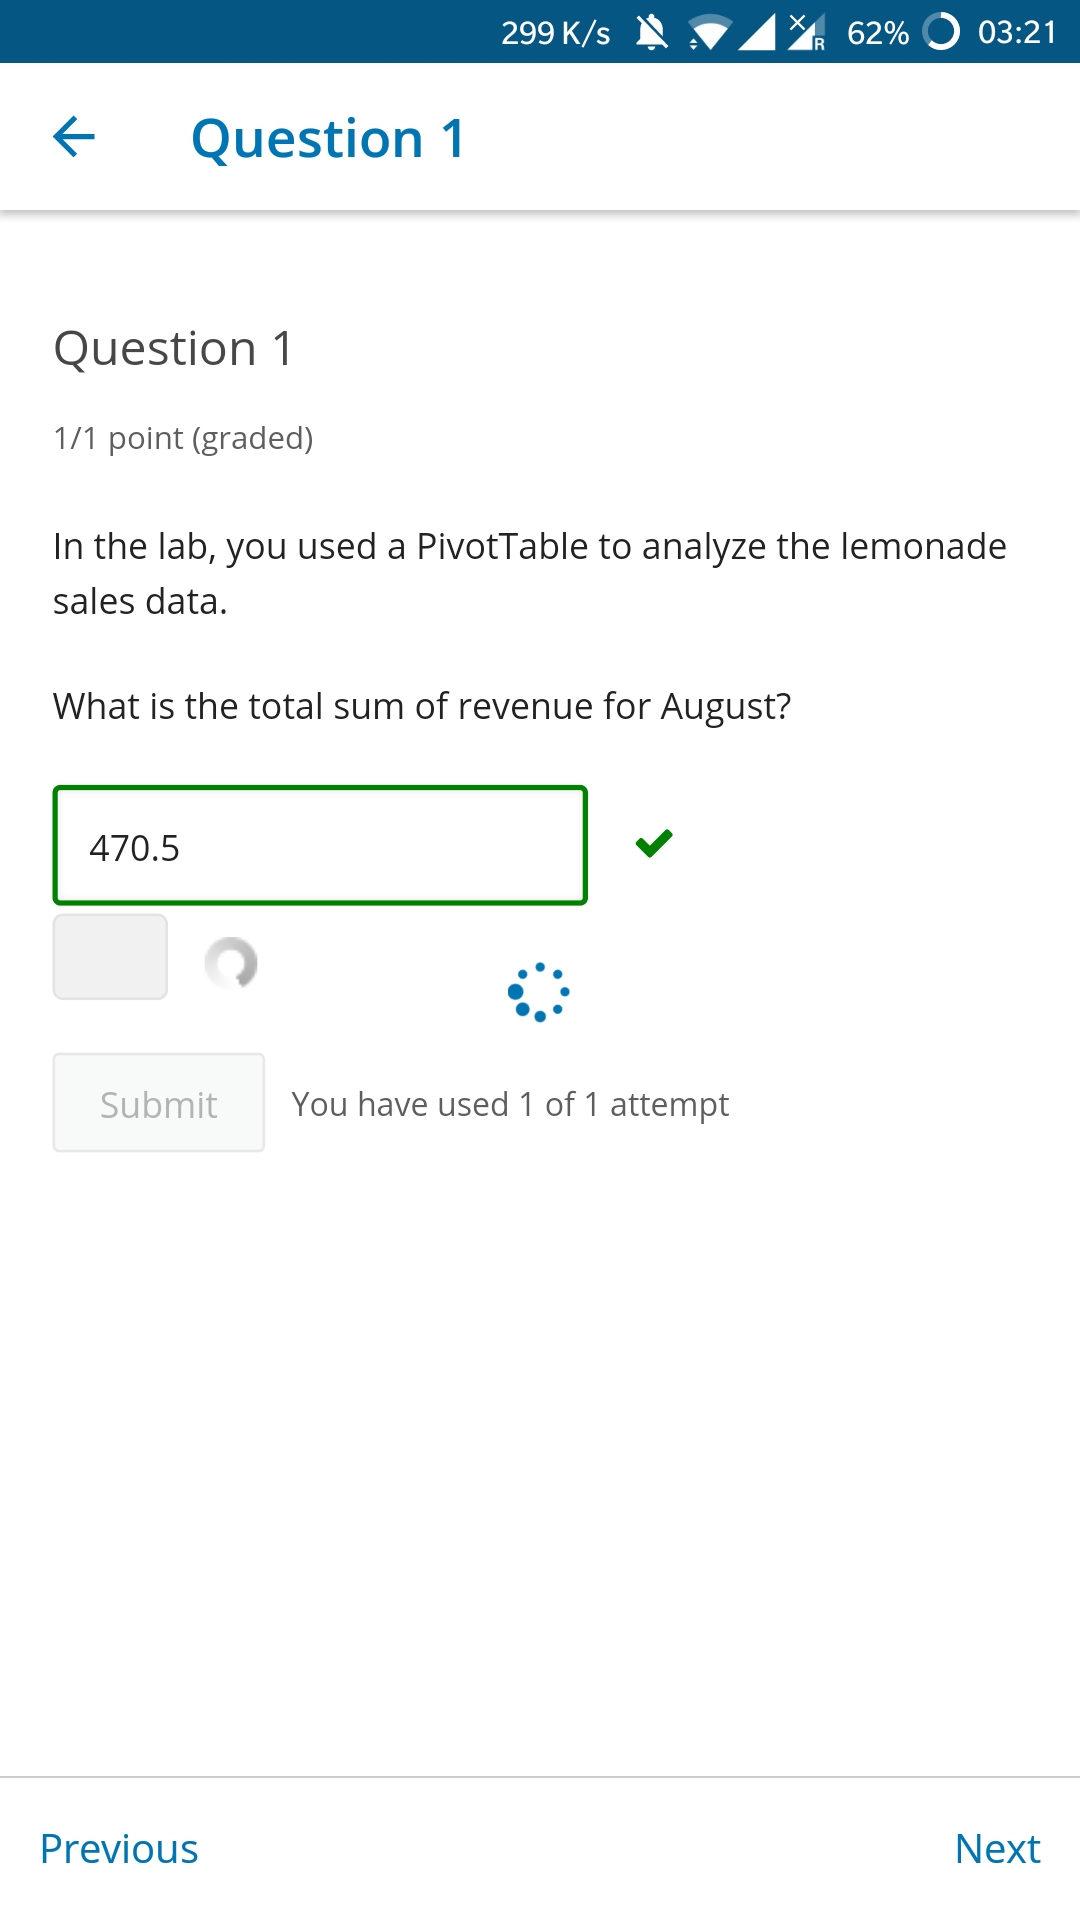 299 K/s R 62% 03:21
Question 1
Question 1
1/1 point (graded)
In the lab, you used a PivotTable to analyze the lemonade
sales data.
What is the total sum of revenue for August?
470.5
Submit You have used 1 of 1 attempt
Previous Next